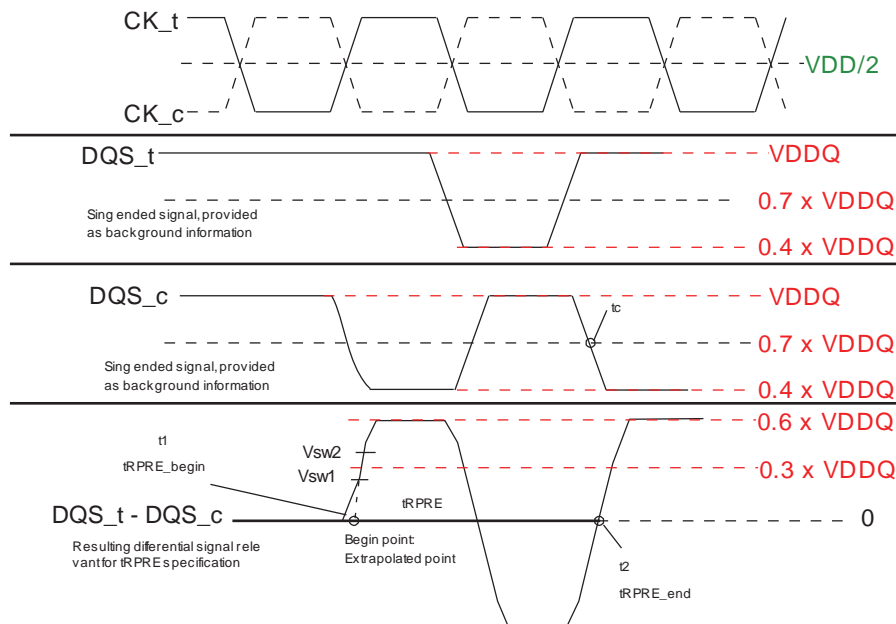 CK_t
VDD/2
CK_c
DQS_t
VDDQ
0.7 x VDDQ
Sing ended signal, provided
as background information
0.4 x VDDQ
DQS_c
VDDQ
tc
0.7 x VDDQ
Sing ended signal, provided
as background information
0.4 x VDDQ
0.6 x VDDQ
t1
Vsw2
tRPRE_begin
Vsw1
0.3 x VDDQ
tRPRE
DQS_t - DQS_c
0
Resulting diferential signal rele
vant for tRPRE specification
Begin point:
Extrapolated point
t2
tRPRE_end